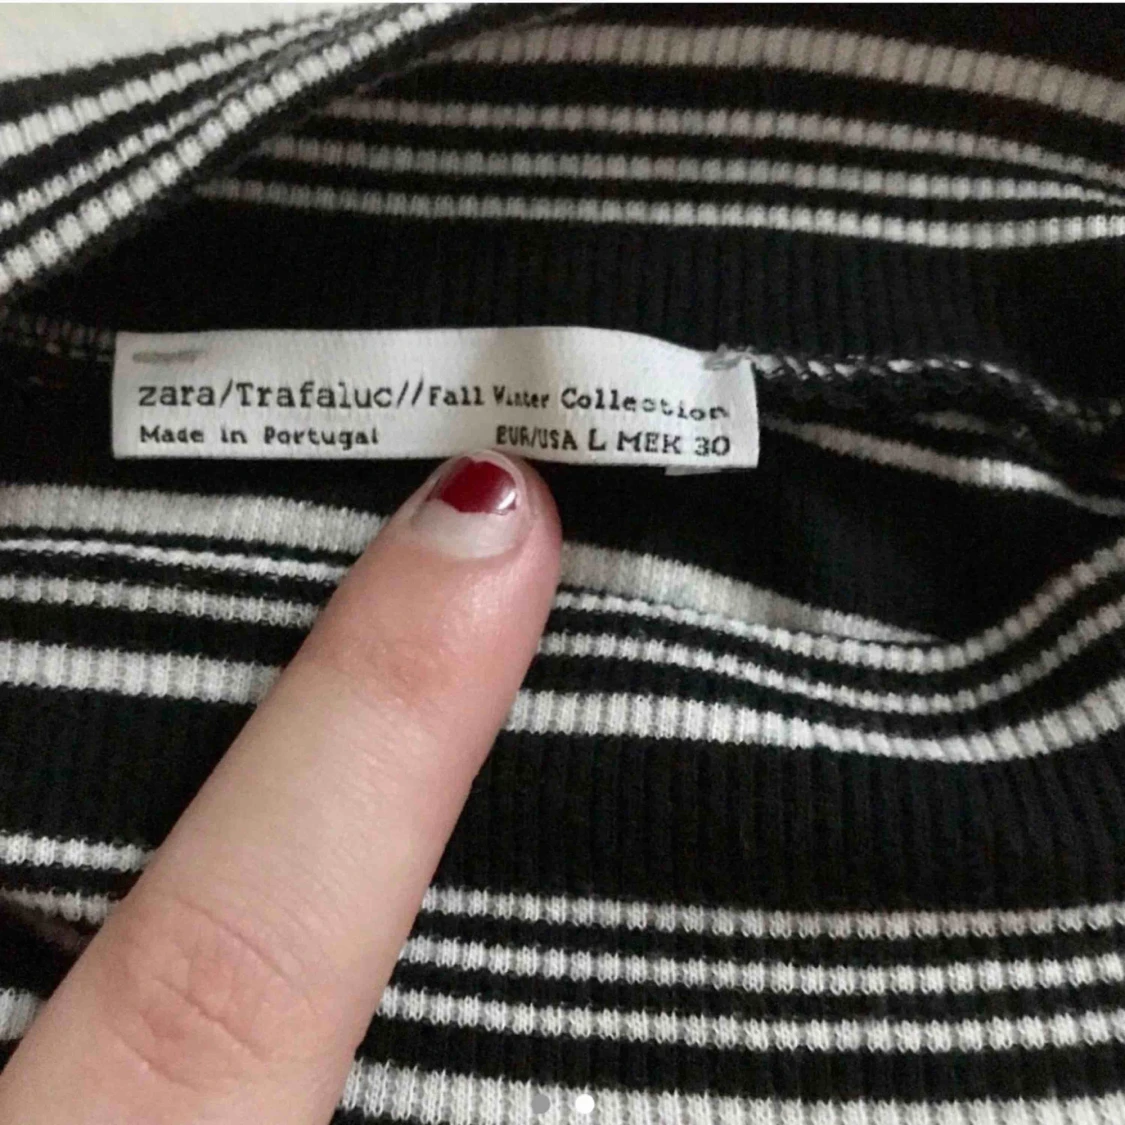 zara/Trafaluc//Fall Winter Collection
Made in Portugal EUR/USA L MEK 30